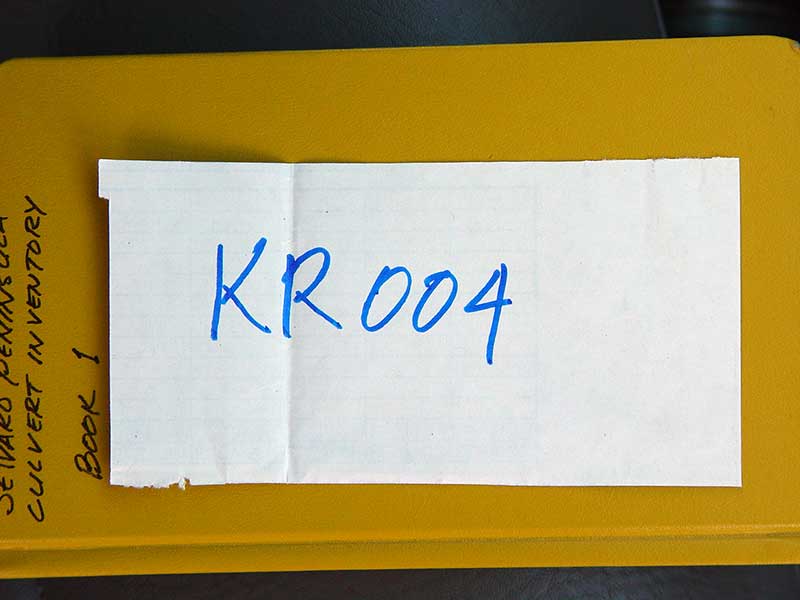 KR004
SEWARD PENINSULA
CULVERT INVENTORY
BOOK 1